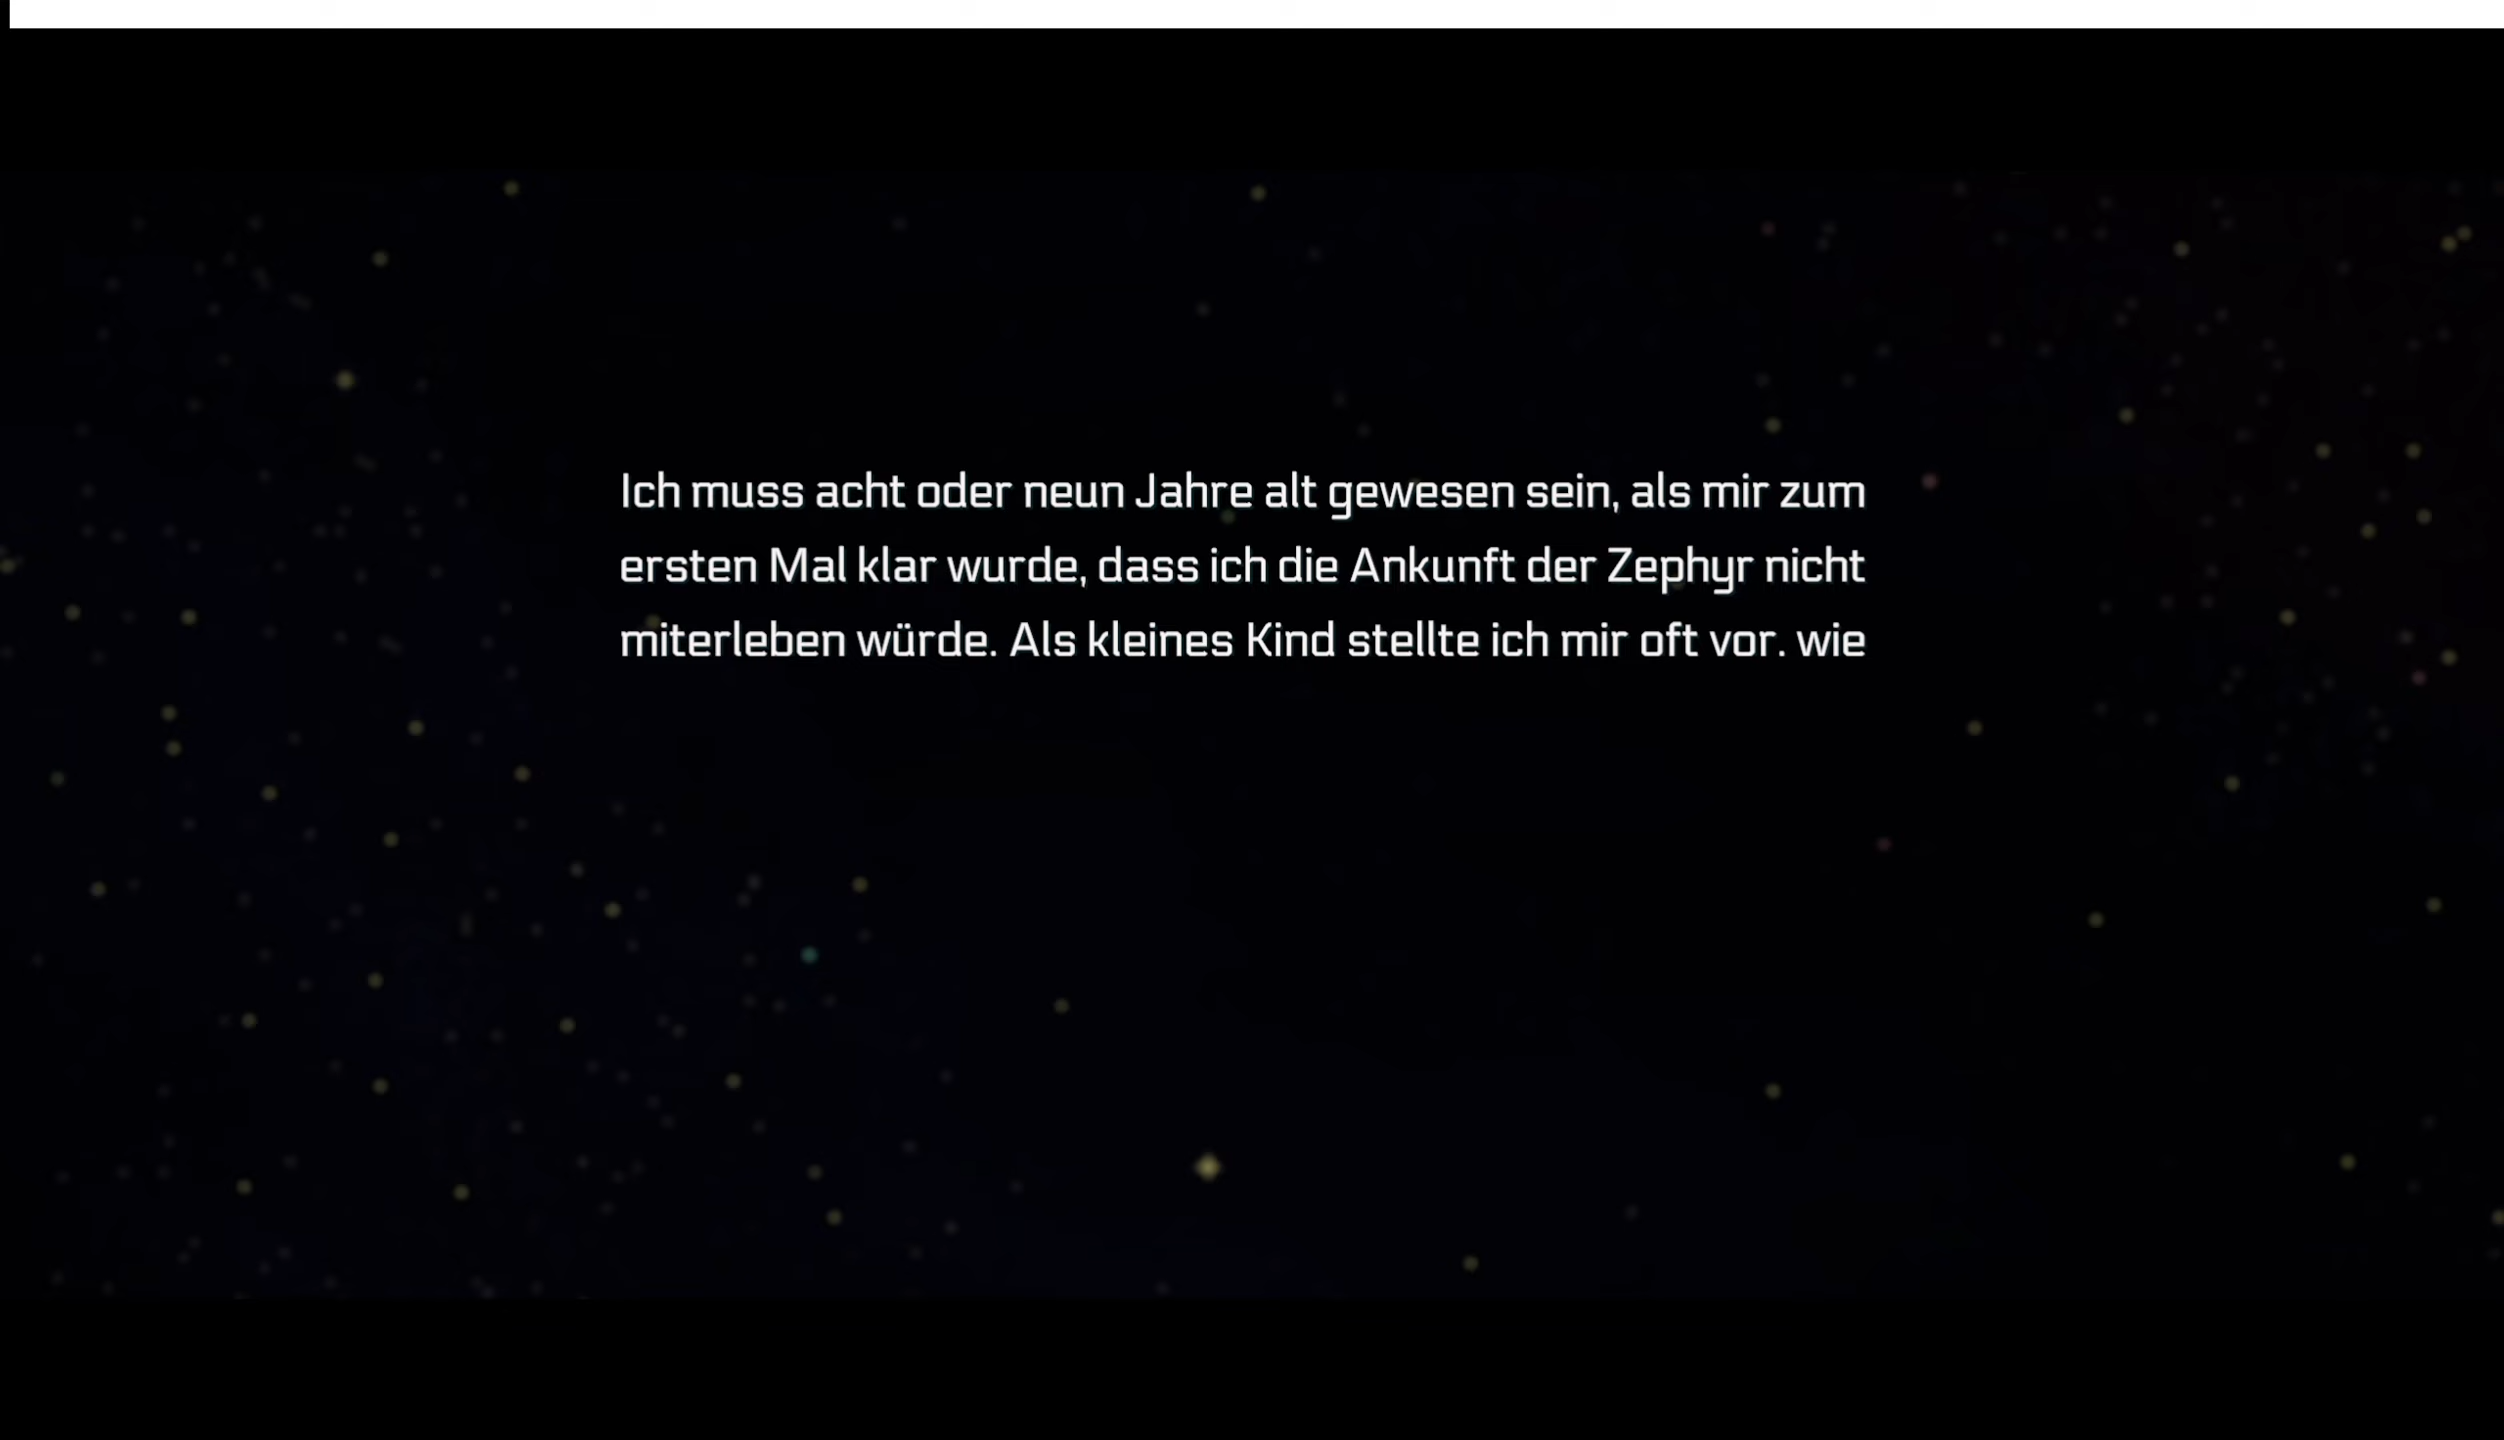 Ich muss acht oder neun Jahre alt gewesen sein, als mir zum
ersten Mal klar wurde, dass ich die Ankunft der Zephyr nicht
miterleben würde. Als kleines Kind stellte ich mir oft vor. wie